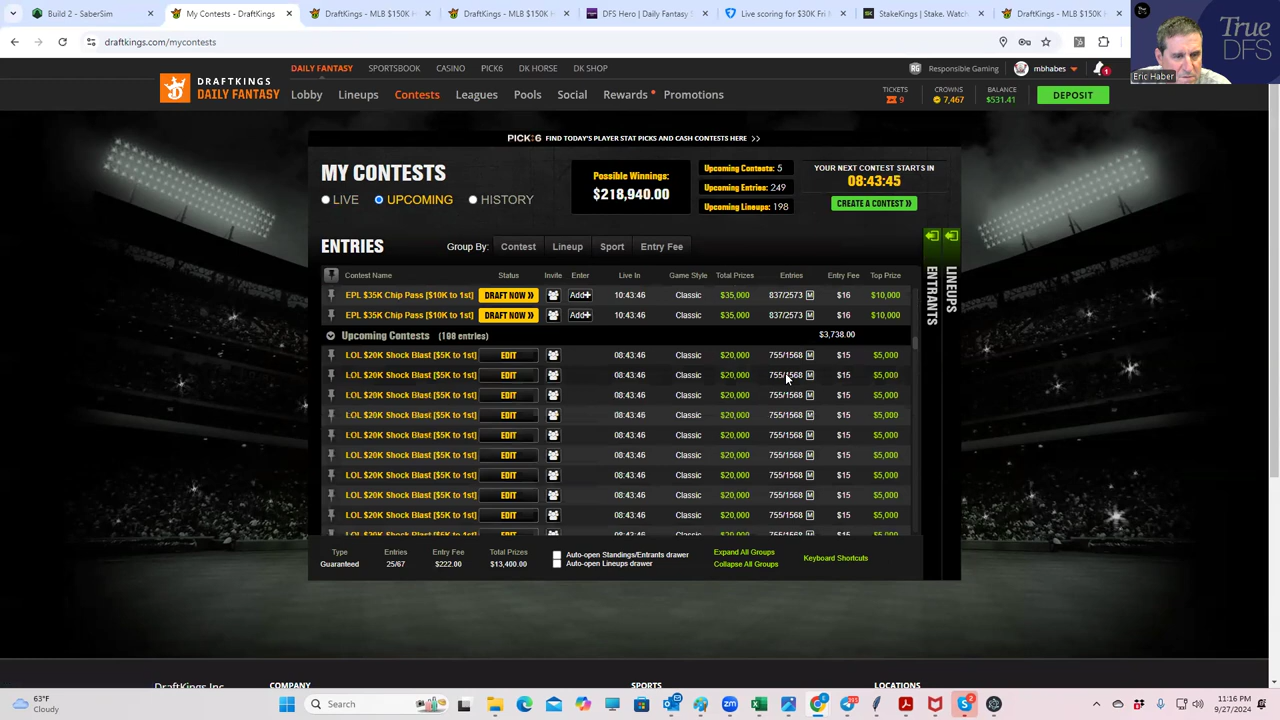 Build 2 - SaberSim
My Contests - DraftKings
DraftKings - MLB $150K
DraftKings - MLB $150K
DFS Hero | Daily Fantasy
Live scoring for $30K Fri
StakeKings | Stake. Watch
DraftKings - MLB $150K
True DFS
Eric Haber
draftkings.com/mycontests
DAILY FANTASY SPORTSBOOK CASINO PICK6 DK HORSE DK SHOP
RG Responsible Gaming mbhabes 1
DRAFTKINGS
DAILY FANTASY
Lobby Lineups Contests Leagues Pools Social Rewards Promotions
TICKETS CROWNS BALANCE
9 7,467 $531.41
DEPOSIT
PICK:6 FIND TODAY'S PLAYER STAT PICKS AND CASH CONTESTS HERE >>
MY CONTESTS
LIVE UPCOMING HISTORY
Possible Winnings:
$218,940.00
Upcoming Contests: 5
Upcoming Entries: 249
Upcoming Lineups: 198
YOUR NEXT CONTEST STARTS IN
08:43:45
CREATE A CONTEST »
ENTRIES
Group By: Contest Lineup Sport Entry Fee
ENTRANTS
LINEUPS
Contest Name Status Invite Enter Live In Game Style Total Prizes Entries Entry Fee Top Prize
EPL $35K Chip Pass [$10K to 1st] DRAFT NOW » Add+ 10:43:46 Classic $35,000 837/2573 M $16 $10,000
EPL $35K Chip Pass [$10K to 1st] DRAFT NOW » Add+ 10:43:46 Classic $35,000 837/2573 M $16 $10,000
Upcoming Contests (198 entries) $3,738.00
LOL $20K Shock Blast [$5K to 1st] EDIT 08:43:46 Classic $20,000 755/1568 M $15 $5,000
LOL $20K Shock Blast [$5K to 1st] EDIT 08:43:46 Classic $20,000 755/1568 M $15 $5,000
LOL $20K Shock Blast [$5K to 1st] EDIT 08:43:46 Classic $20,000 755/1568 M $15 $5,000
LOL $20K Shock Blast [$5K to 1st] EDIT 08:43:46 Classic $20,000 755/1568 M $15 $5,000
LOL $20K Shock Blast [$5K to 1st] EDIT 08:43:46 Classic $20,000 755/1568 M $15 $5,000
LOL $20K Shock Blast [$5K to 1st] EDIT 08:43:46 Classic $20,000 755/1568 M $15 $5,000
LOL $20K Shock Blast [$5K to 1st] EDIT 08:43:46 Classic $20,000 755/1568 M $15 $5,000
LOL $20K Shock Blast [$5K to 1st] EDIT 08:43:46 Classic $20,000 755/1568 M $15 $5,000
LOL $20K Shock Blast [$5K to 1st] EDIT 08:43:46 Classic $20,000 755/1568 M $15 $5,000
Type Entries Entry Fee Total Prizes
Guaranteed 25/67 $222.00 $13,400.00
Auto-open Standings/Entrants drawer
Auto-open Lineups drawer
Expand All Groups
Collapse All Groups
Keyboard Shortcuts
DraftKings Inc. COMPANY SPORTS LOCATIONS
63°F
Cloudy
Search
11:16 PM
9/27/2024